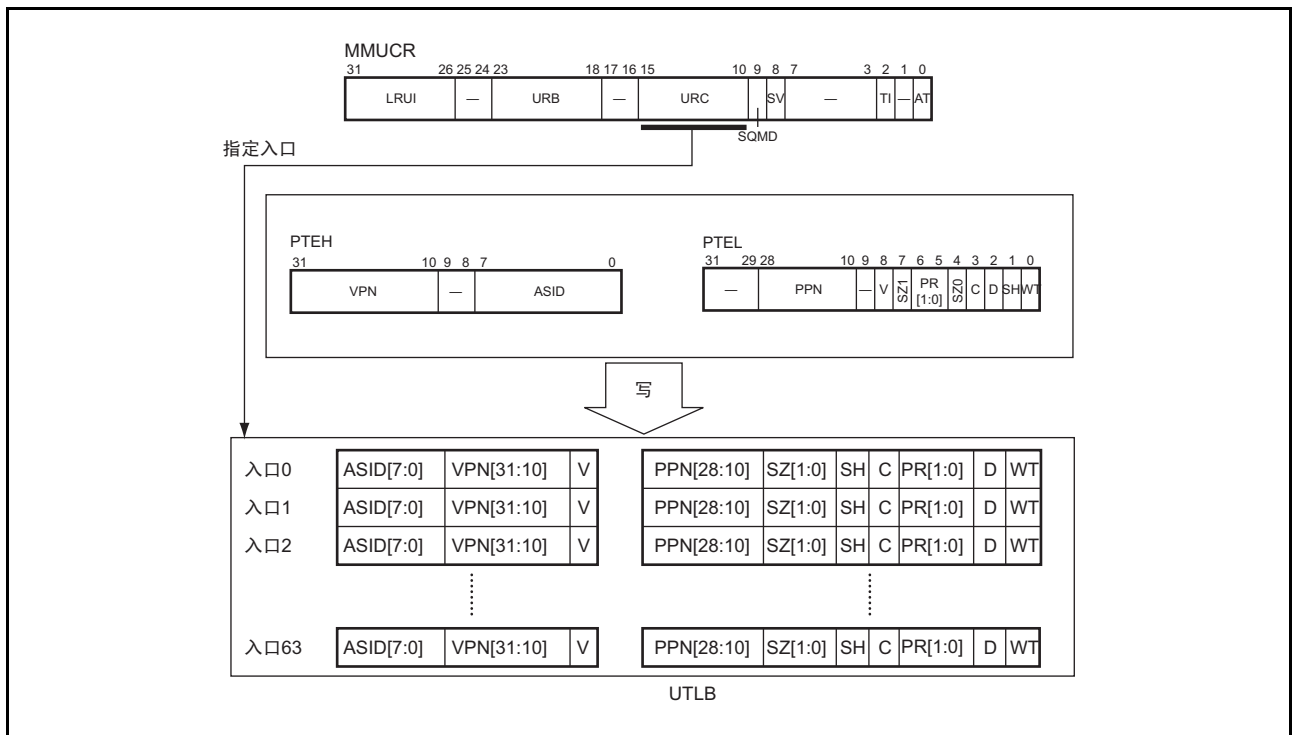 MMUCR
31 26 25 24 23 18 17 16 15 10 9 8 7 3 2 1 0
LRUI — URB — URC SV — TI — AT
SQMD
指定入口
PTEH
31 10 9 8 7 0
VPN — ASID
PTEL
31 29 28 10 9 8 7 6 5 4 3 2 1 0
— PPN — V SZ1 PR [1:0] SZ0 C D SH WT
写
入口0 ASID[7:0] VPN[31:10] V PPN[28:10] SZ[1:0] SH C PR[1:0] D WT
入口1 ASID[7:0] VPN[31:10] V PPN[28:10] SZ[1:0] SH C PR[1:0] D WT
入口2 ASID[7:0] VPN[31:10] V PPN[28:10] SZ[1:0] SH C PR[1:0] D WT
入口63 ASID[7:0] VPN[31:10] V PPN[28:10] SZ[1:0] SH C PR[1:0] D WT
UTLB